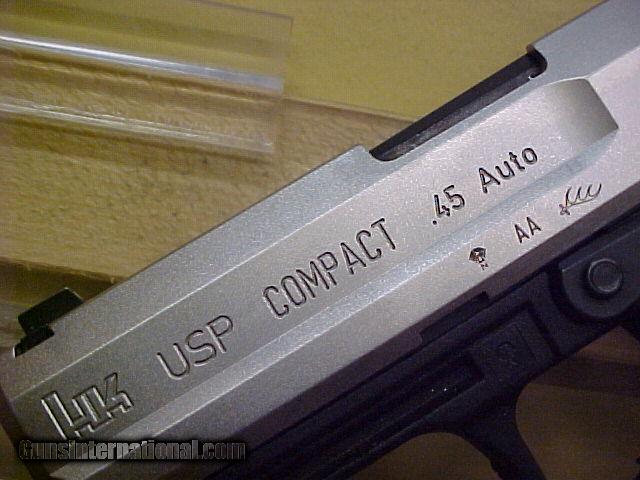 HK USP COMPACT .45 Auto
N AA
GunsInternational.com